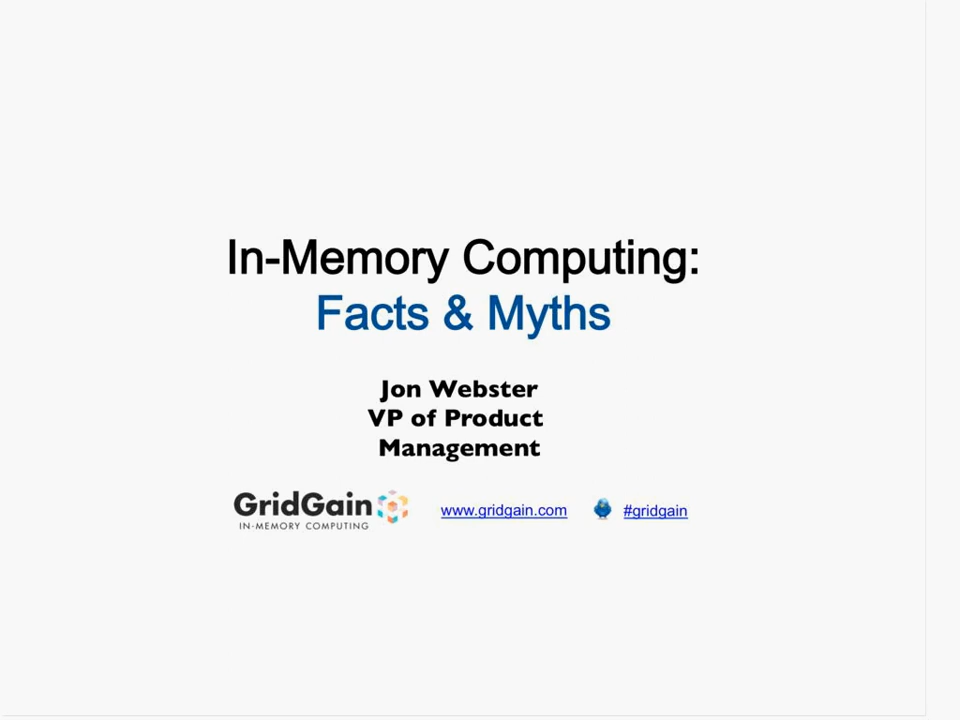 In-Memory Computing:
Facts & Myths
Jon Webster
VP of Product
Management
GridGain
IN-MEMORY COMPUTING
www.gridgain.com
#gridgain